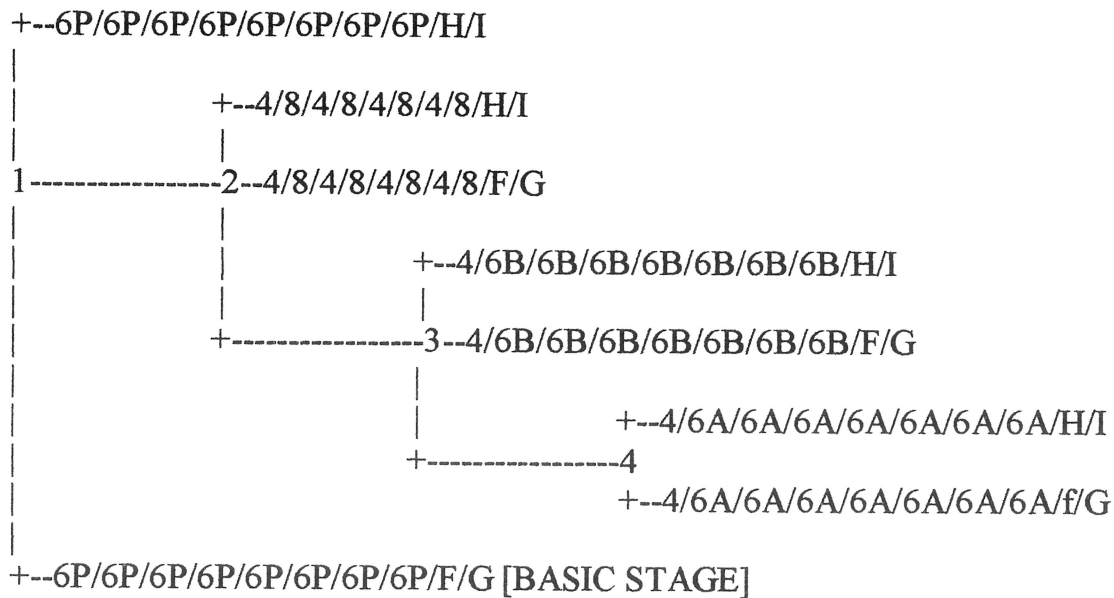 +--6P/6P/6P/6P/6P/6P/6P/6P/H/I
|
| +--4/8/4/8/4/8/4/8/H/I
| |
1-----------------2--4/8/4/8/4/8/4/8/F/G
| |
| | +--4/6B/6B/6B/6B/6B/6B/6B/H/I
| | |
| +-----------------3--4/6B/6B/6B/6B/6B/6B/6B/F/G
| |
| | +--4/6A/6A/6A/6A/6A/6A/6A/H/I
| +-----------------4
| +--4/6A/6A/6A/6A/6A/6A/6A/f/G
|
+--6P/6P/6P/6P/6P/6P/6P/6P/F/G [BASIC STAGE]